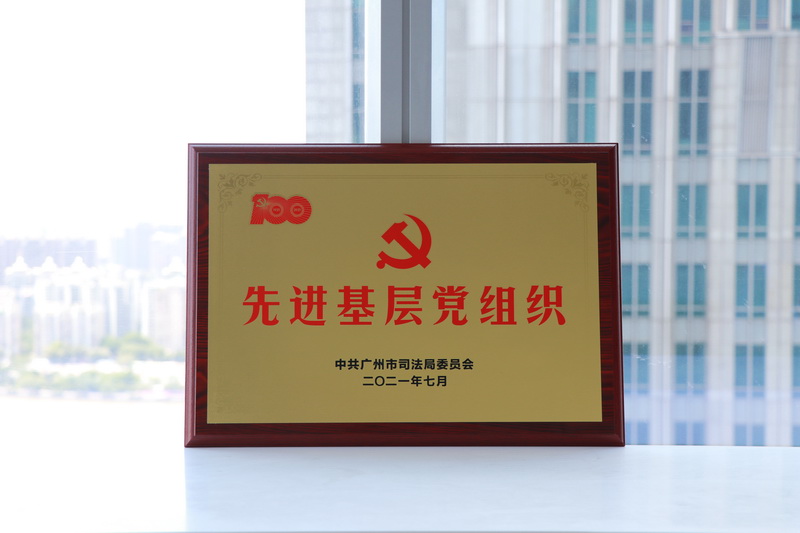 100
先进基层党组织
中共广州市司法局委员会
二〇二一年七月